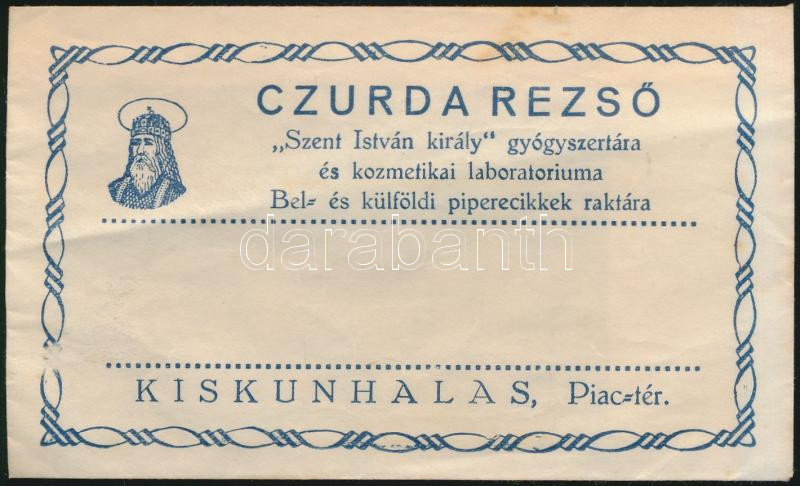 CZURDA REZSŐ
„Szent István király“ gyógyszertára
és kozmetikai laboratoriuma
Bel- és külföldi piperecikkek raktára
darabanth
KISKUNHALAS, Piac-tér.